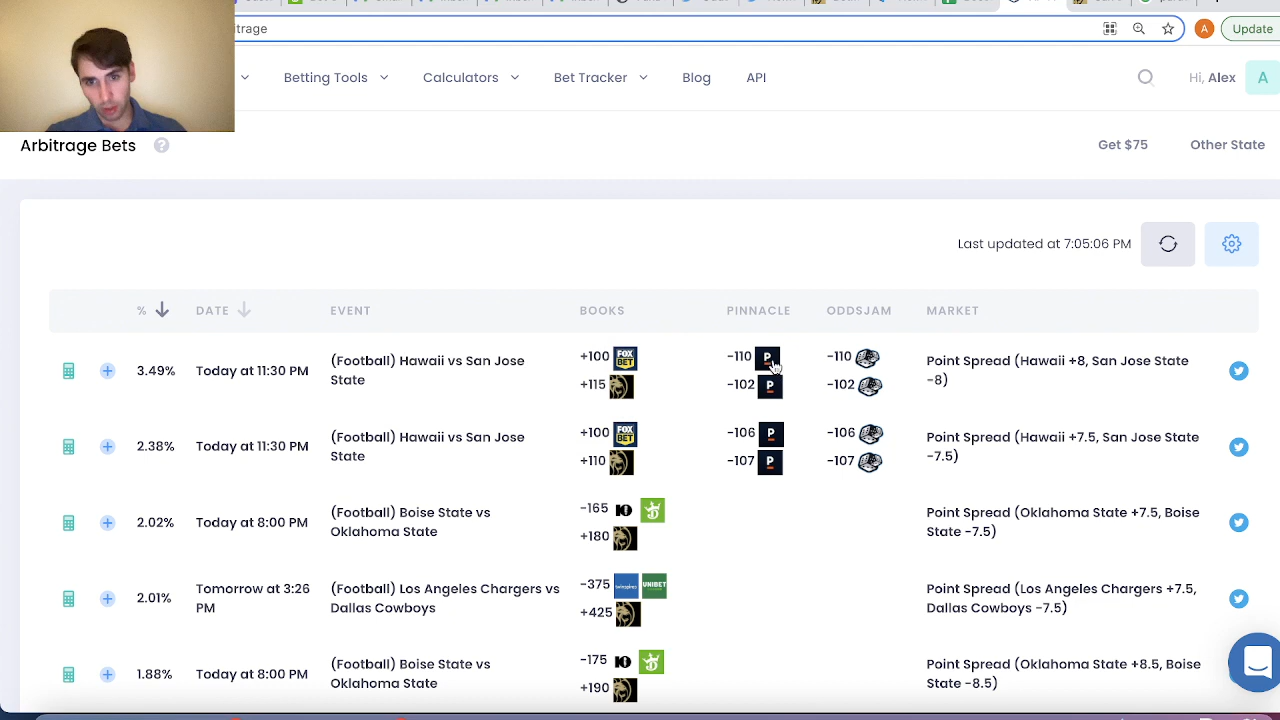 itrage
Update
Betting Tools
Calculators
Bet Tracker
Blog
API
Hi, Alex
A
Arbitrage Bets
Get $75
Other State
Last updated at 7:05:06 PM
% DATE EVENT BOOKS PINNACLE ODDSJAM MARKET
3.49% Today at 11:30 PM (Football) Hawaii vs San Jose State +100 FOX BET +115 -110 P -102 P -110 -102 Point Spread (Hawaii +8, San Jose State -8)
2.38% Today at 11:30 PM (Football) Hawaii vs San Jose State +100 FOX BET +110 -106 P -107 P -106 -107 Point Spread (Hawaii +7.5, San Jose State -7.5)
2.02% Today at 8:00 PM (Football) Boise State vs Oklahoma State -165 +180 Point Spread (Oklahoma State +7.5, Boise State -7.5)
2.01% Tomorrow at 3:26 PM (Football) Los Angeles Chargers vs Dallas Cowboys -375 UNIBET +425 Point Spread (Los Angeles Chargers +7.5, Dallas Cowboys -7.5)
1.88% Today at 8:00 PM (Football) Boise State vs Oklahoma State -175 +190 Point Spread (Oklahoma State +8.5, Boise State -8.5)